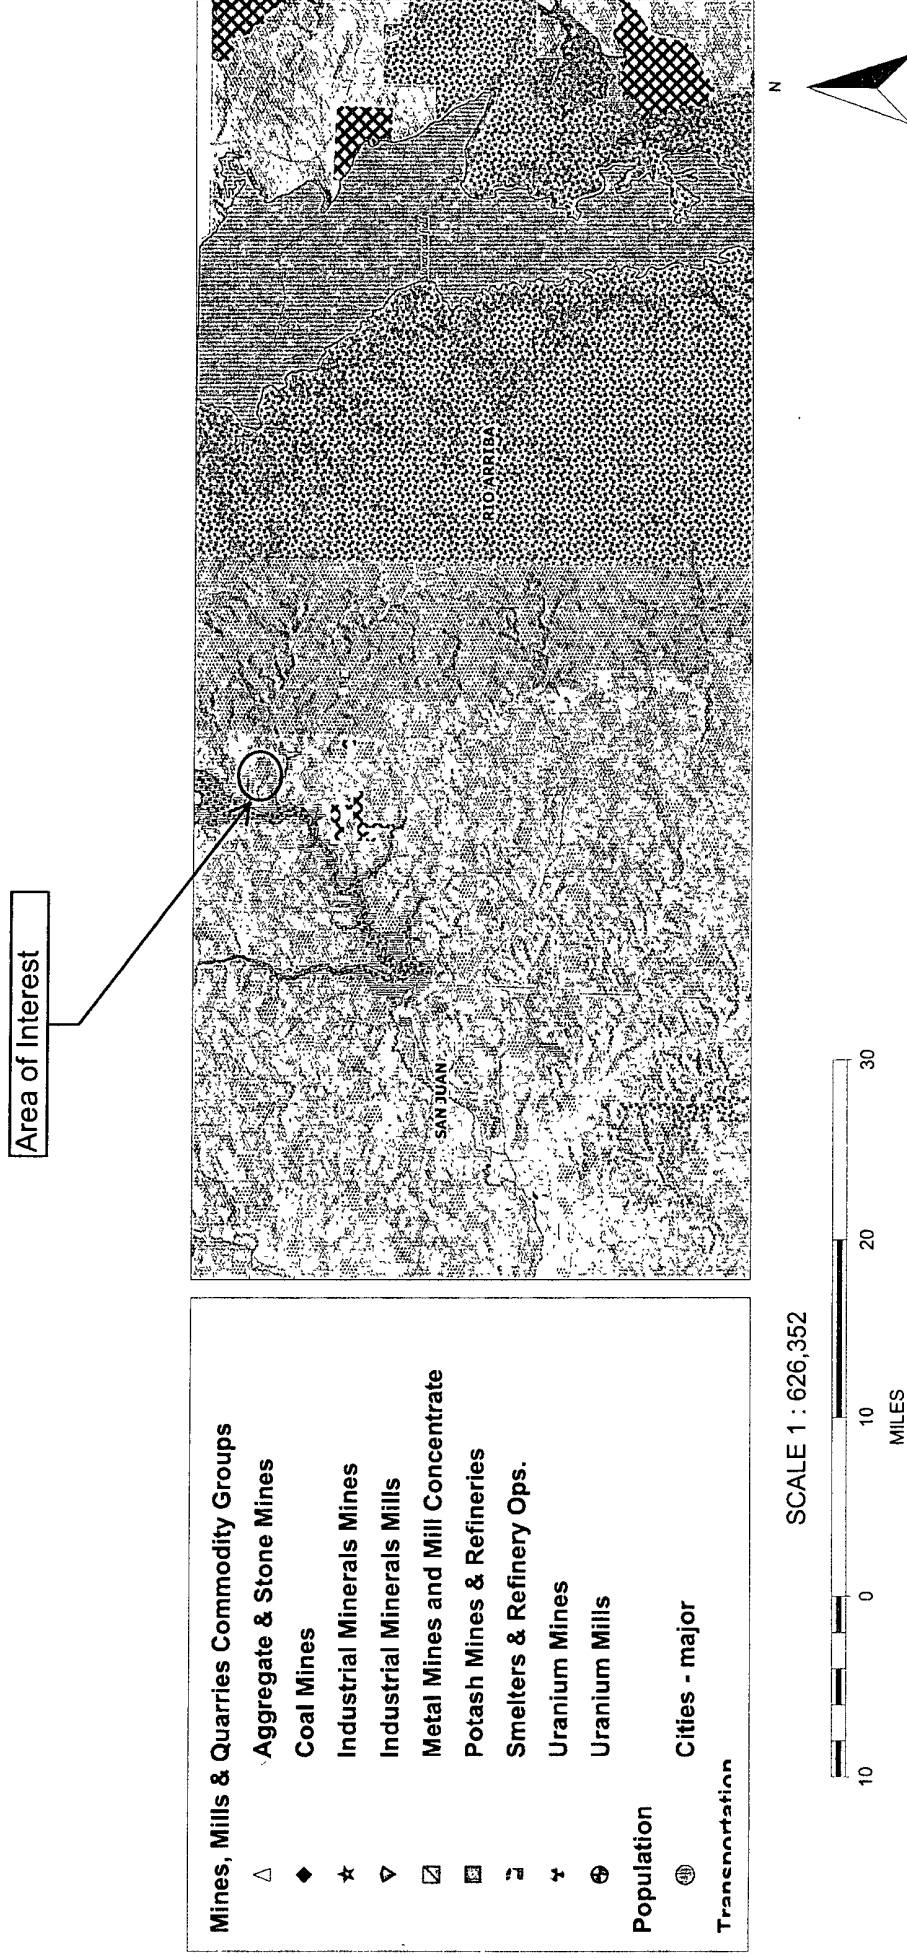 Area of Interest
SAN JUAN
RIO ARRIBA
N
Mines, Mills & Quarries Commodity Groups
Aggregate & Stone Mines
Coal Mines
Industrial Minerals Mines
Industrial Minerals Mills
Metal Mines and Mill Concentrate
Potash Mines & Refineries
Smelters & Refinery Ops.
Uranium Mines
Uranium Mills
Population
Cities - major
Transportation
SCALE 1 : 626,352
10 0 10 20 30
MILES